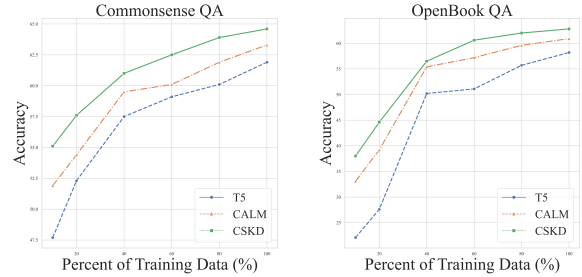 Commonsense QA
Accuracy
65.0
62.5
60.0
57.5
55.0
52.5
50.0
47.5
20
40
60
80
100
Percent of Training Data (%)
T5
CALM
CSKD
OpenBook QA
Accuracy
60
55
50
45
40
35
30
25
20
40
60
80
100
Percent of Training Data (%)
T5
CALM
CSKD